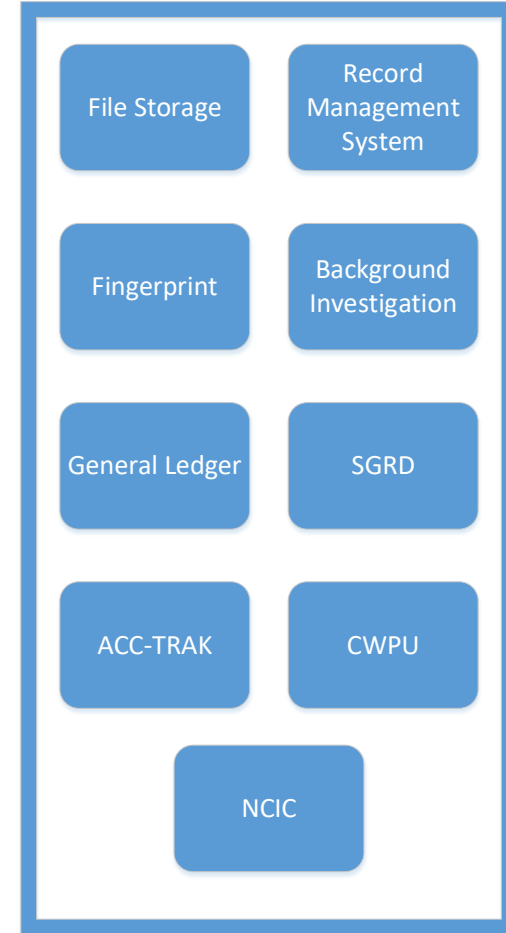 File Storage
Record
Management
System
Fingerprint
Background
Investigation
General Ledger
SGRD
ACC-TRAK
CWPU
NCIC